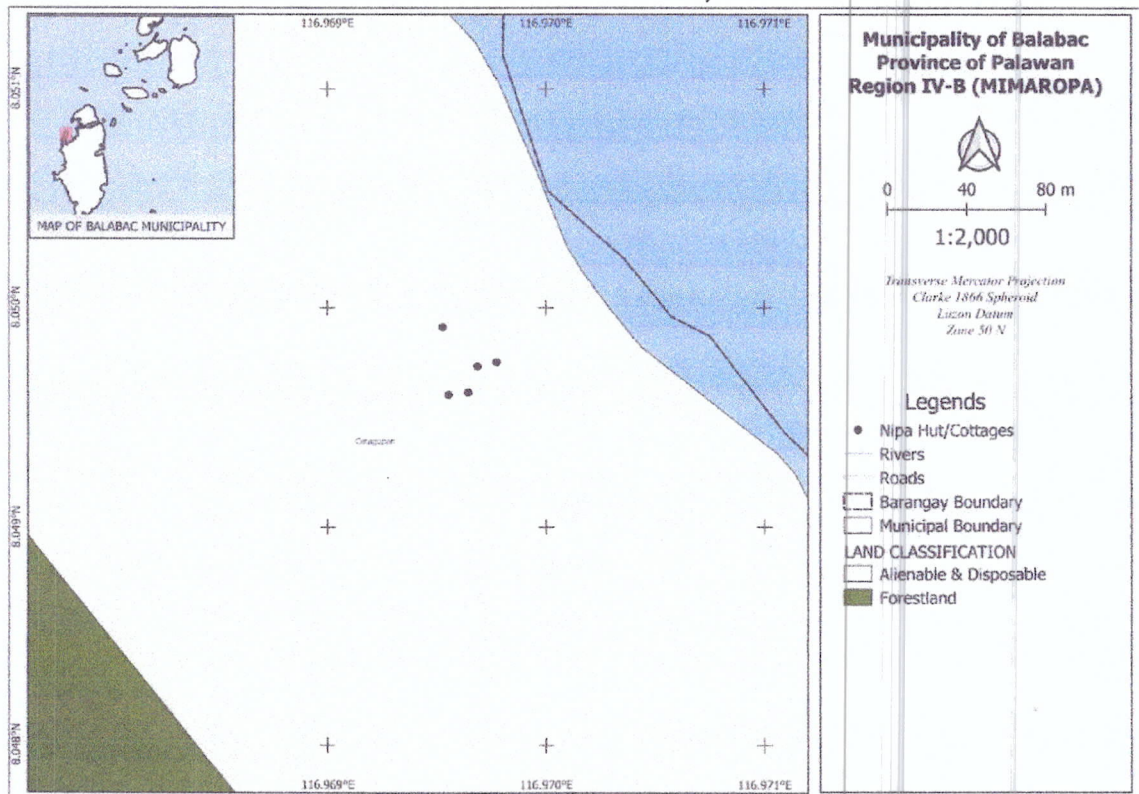 116.969°E 116.970°E 116.971°E
8.051°N
8.050°N
8.049°N
8.048°N
116.969°E 116.970°E 116.971°E
MAP OF BALABAC MUNICIPALITY
Municipality of Balabac
Province of Palawan
Region IV-B (MIMAROPA)
0 40 80 m
1:2,000
Transverse Mercator Projection
Clarke 1866 Spheroid
Luzon Datum
Zone 50 N
Legends
Nipa Hut/Cottages
Rivers
Roads
Barangay Boundary
Municipal Boundary
LAND CLASSIFICATION
Alienable & Disposable
Forestland